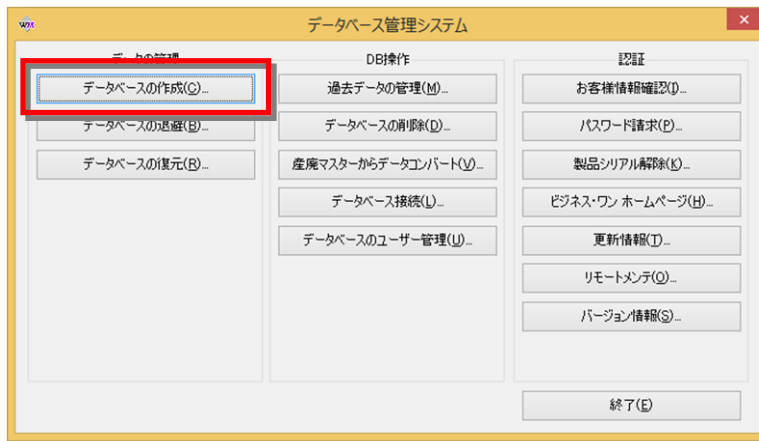 データベース管理システム
データの管理
データベースの作成(C)...
データベースの退避(B)...
データベースの復元(R)...
DB操作
過去データの管理(M)...
データベースの削除(D)...
産廃マスターからデータコンバート(V)...
データベース接続(L)...
データベースのユーザー管理(U)...
認証
お客様情報確認(I)...
パスワード請求(P)...
製品シリアル解除(K)...
ビジネス・ワン ホームページ(H)...
更新情報(T)...
リモートメンテ(O)...
バージョン情報(S)...
終了(E)